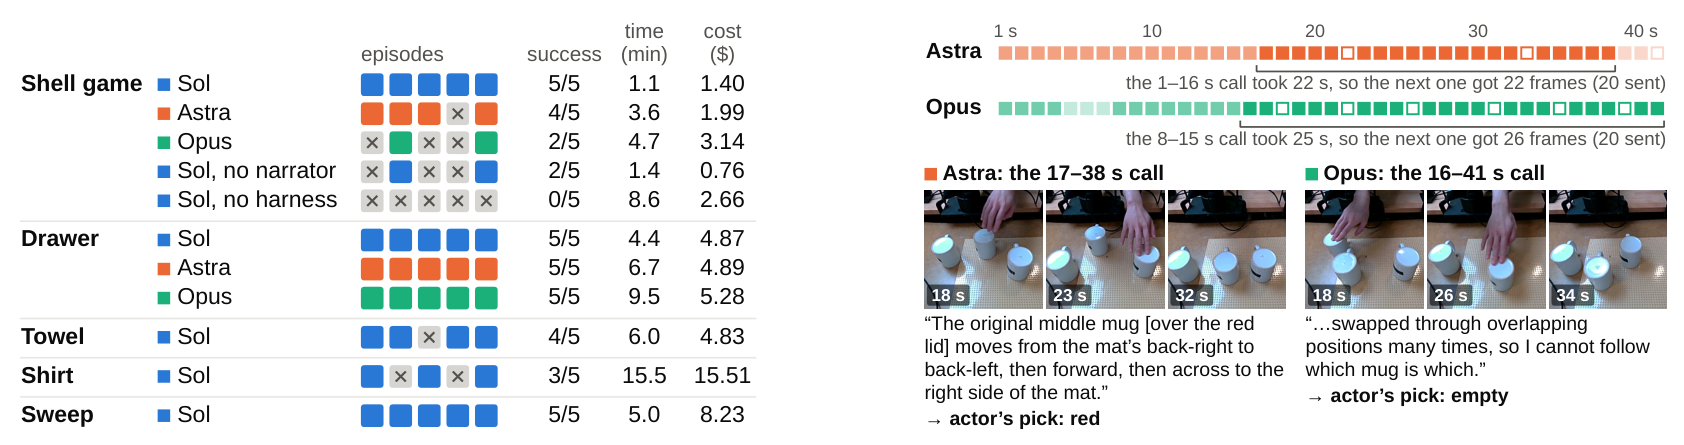 episodes success time (min) cost ($)
Shell game Sol 5/5 1.1 1.40
Astra × 4/5 3.6 1.99
Opus × × × 2/5 4.7 3.14
Sol, no narrator × × × 2/5 1.4 0.76
Sol, no harness × × × × × 0/5 8.6 2.66
Drawer Sol 5/5 4.4 4.87
Astra 5/5 6.7 4.89
Opus 5/5 9.5 5.28
Towel Sol × 4/5 6.0 4.83
Shirt Sol × × 3/5 15.5 15.51
Sweep Sol 5/5 5.0 8.23
1 s 10 20 30 40 s
Astra
the 1–16 s call took 22 s, so the next one got 22 frames (20 sent)
Opus
the 8–15 s call took 25 s, so the next one got 26 frames (20 sent)
Astra: the 17–38 s call
18 s 23 s 32 s
“The original middle mug [over the red
lid] moves from the mat’s back-right to
back-left, then forward, then across to the
right side of the mat.”
→ actor’s pick: red
Opus: the 16–41 s call
18 s 26 s 34 s
“…swapped through overlapping
positions many times, so I cannot follow
which mug is which.”
→ actor’s pick: empty